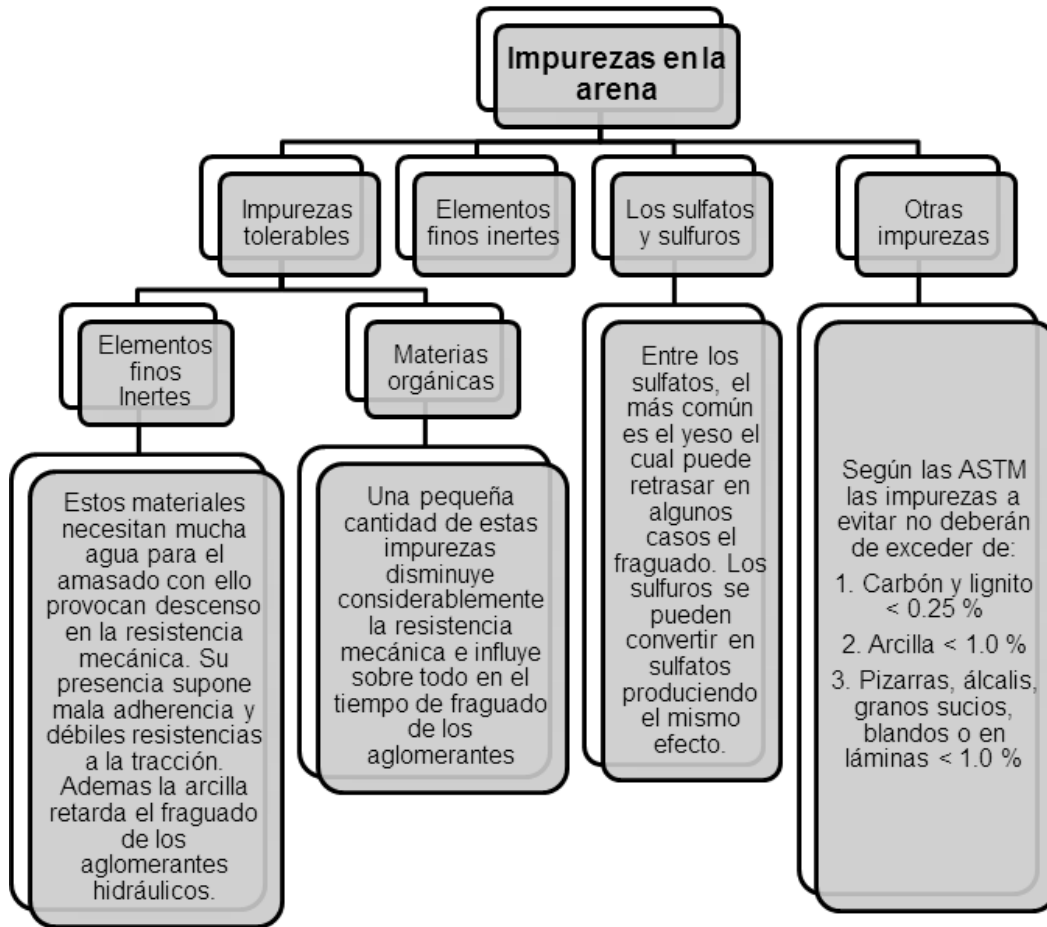 Impurezas en la
arena
Impurezas
tolerables
Elementos
finos inertes
Los sulfatos
y sulfuros
Otras
impurezas
Elementos
finos
Inertes
Materias
orgánicas
Estos materiales
necesitan mucha
agua para el
amasado con ello
provocan descenso
en la resistencia
mecánica. Su
presencia supone
mala adherencia y
débiles resistencias
a la tracción.
Ademas la arcilla
retarda el fraguado
de los
aglomerantes
hidráulicos.
Una pequeña
cantidad de estas
impurezas
disminuye
considerablemente
la resistencia
mecánica e influye
sobre todo en el
tiempo de fraguado
de los
aglomerantes
Entre los
sulfatos, el
más común
es el yeso el
cual puede
retrasar en
algunos
casos el
fraguado. Los
sulfuros se
pueden
convertir en
sulfatos
produciendo
el mismo
efecto.
Según las ASTM
las impurezas a
evitar no deberán
de exceder de:
1. Carbón y lignito
< 0.25 %
2. Arcilla < 1.0 %
3. Pizarras, álcalis,
granos sucios,
blandos o en
láminas < 1.0 %